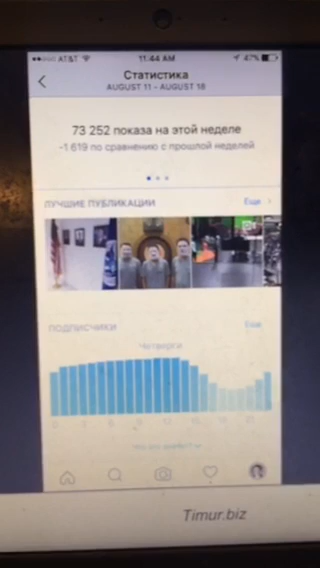 AT&T 11:44 AM 47%
Статистика
AUGUST 11 - AUGUST 18
73 252 показа на этой неделе
-1 619 по сравнению с прошлой неделей
ЛУЧШИЕ ПУБЛИКАЦИИ Еще
ПОДПИСЧИКИ Еще
Четверги
Timur.biz